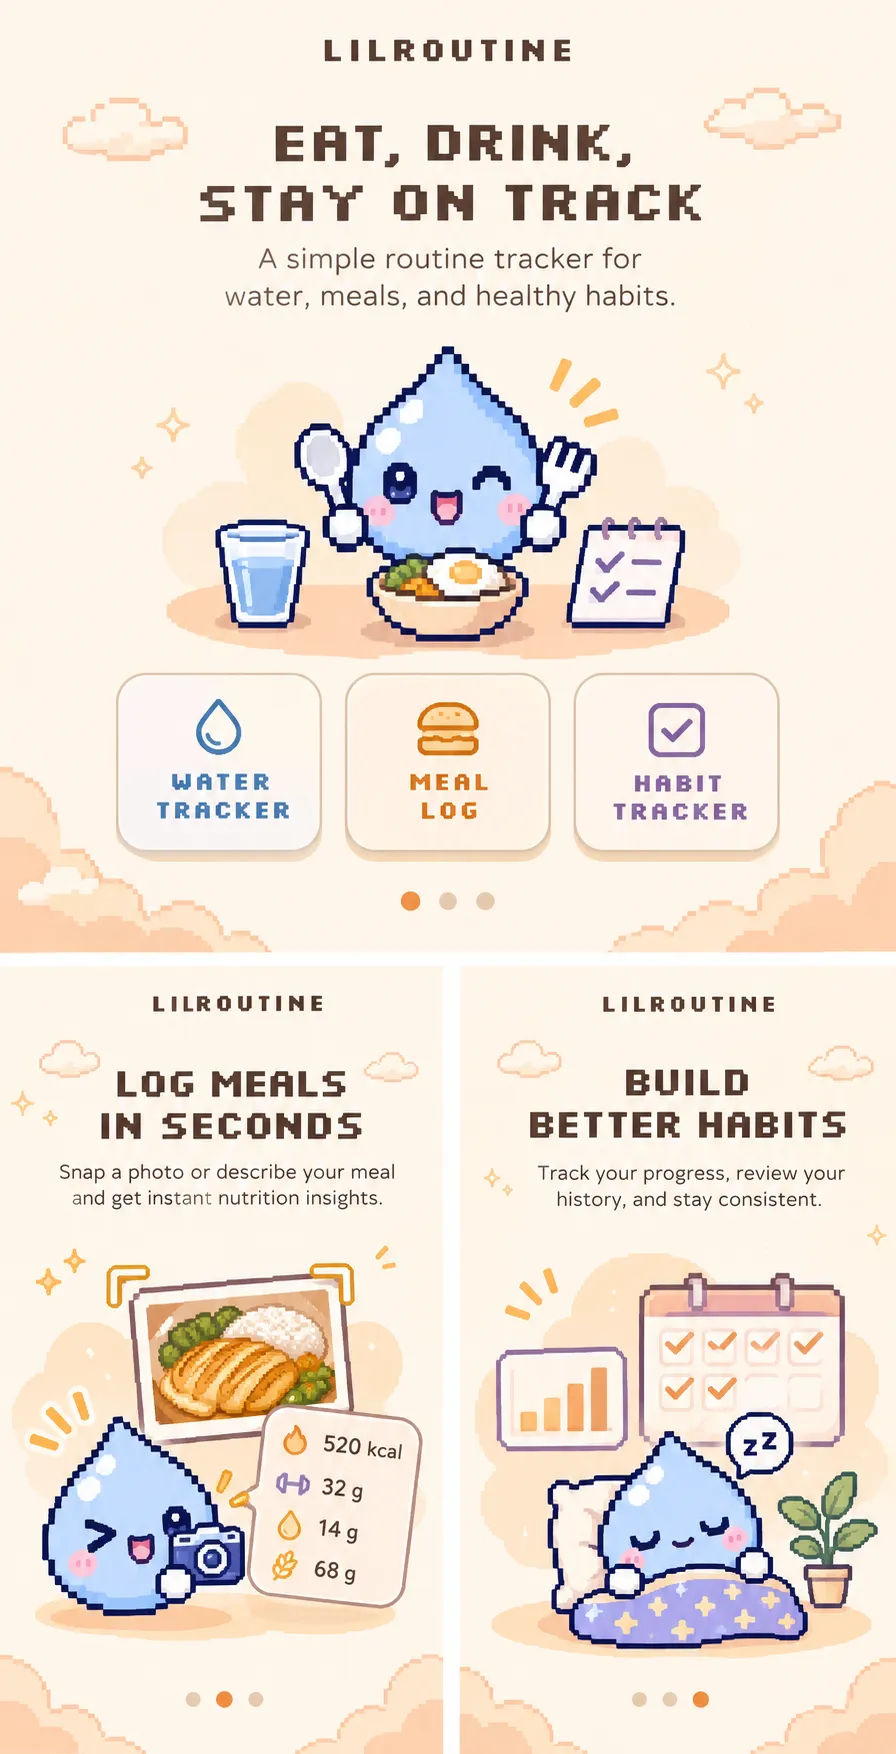 LILROUTINE
EAT, DRINK,
STAY ON TRACK
A simple routine tracker for
water, meals, and healthy habits.
WATER
TRACKER
MEAL
LOG
HABIT
TRACKER
LILROUTINE
LOG MEALS
IN SECONDS
Snap a photo or describe your meal
and get instant nutrition insights.
520 kcal
32 g
14 g
68 g
LILROUTINE
BUILD
BETTER HABITS
Track your progress, review your
history, and stay consistent.
zZ